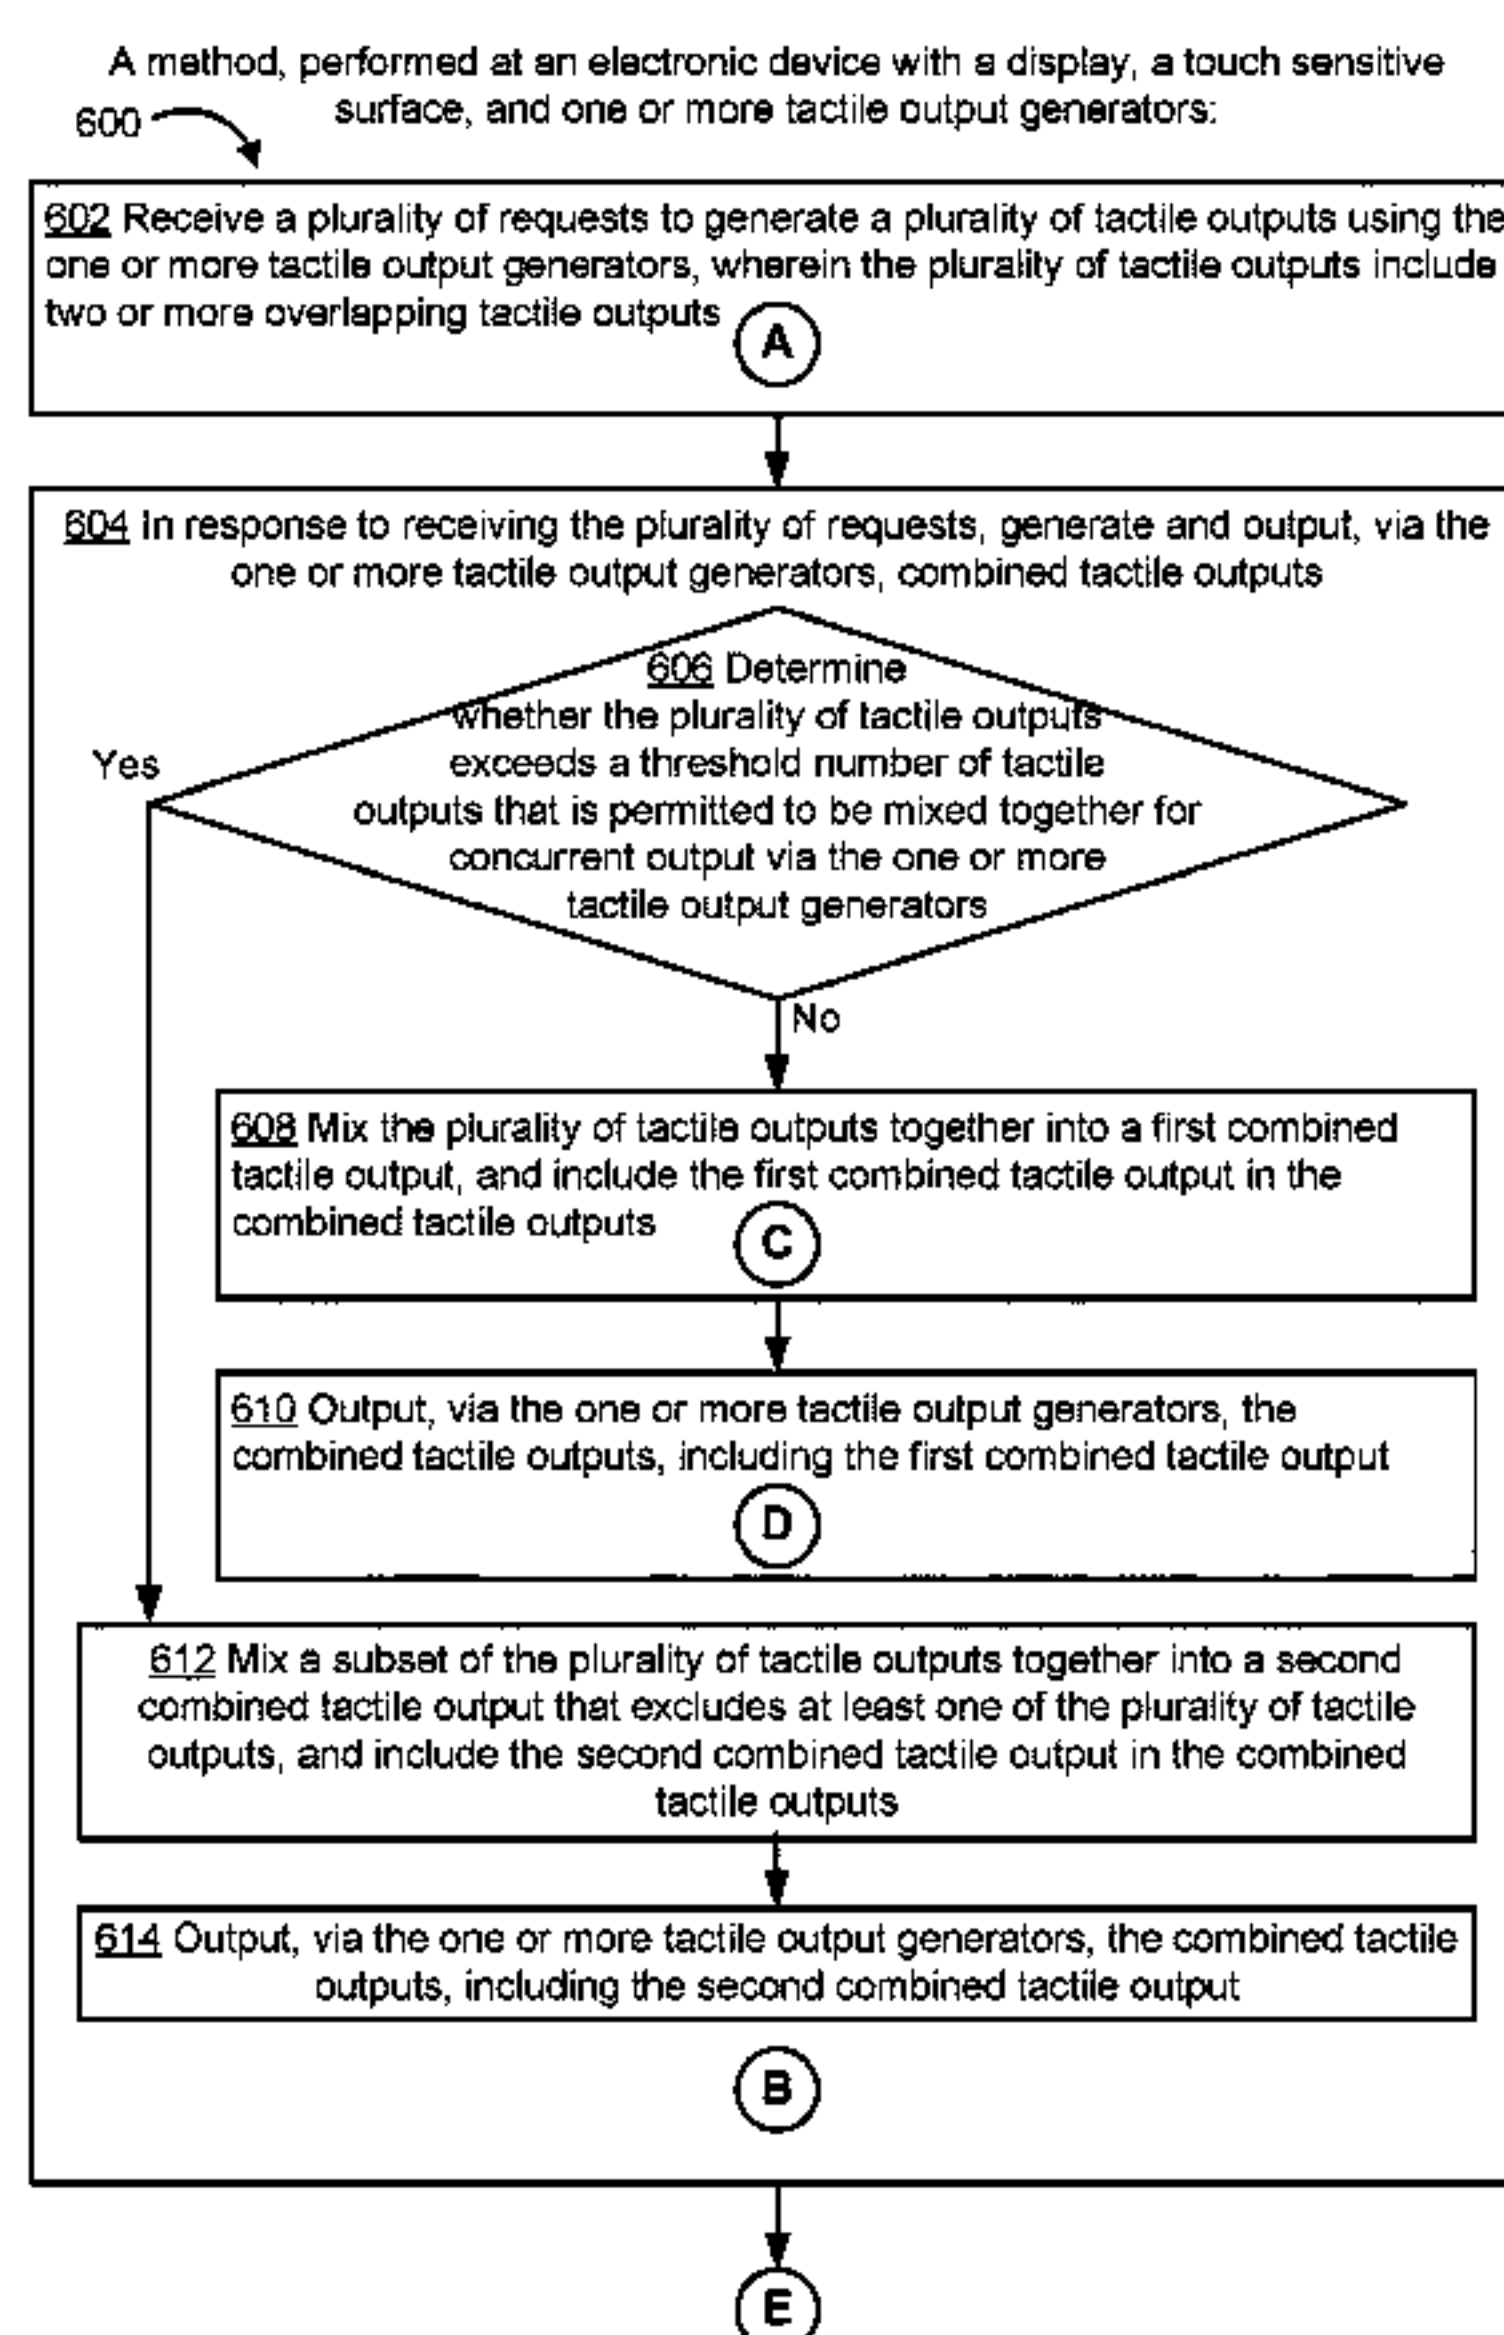 A method, performed at an electronic device with a display, a touch sensitive
surface, and one or more tactile output generators:
600
602 Receive a plurality of requests to generate a plurality of tactile outputs using the
one or more tactile output generators, wherein the plurality of tactile outputs include
two or more overlapping tactile outputs
A
604 In response to receiving the plurality of requests, generate and output, via the
one or more tactile output generators, combined tactile outputs
606 Determine
whether the plurality of tactile outputs
exceeds a threshold number of tactile
outputs that is permitted to be mixed together for
concurrent output via the one or more
tactile output generators
Yes
No
608 Mix the plurality of tactile outputs together into a first combined
tactile output, and include the first combined tactile output in the
combined tactile outputs
C
610 Output, via the one or more tactile output generators, the
combined tactile outputs, including the first combined tactile output
D
612 Mix a subset of the plurality of tactile outputs together into a second
combined tactile output that excludes at least one of the plurality of tactile
outputs, and include the second combined tactile output in the combined
tactile outputs
614 Output, via the one or more tactile output generators, the combined tactile
outputs, including the second combined tactile output
B
E